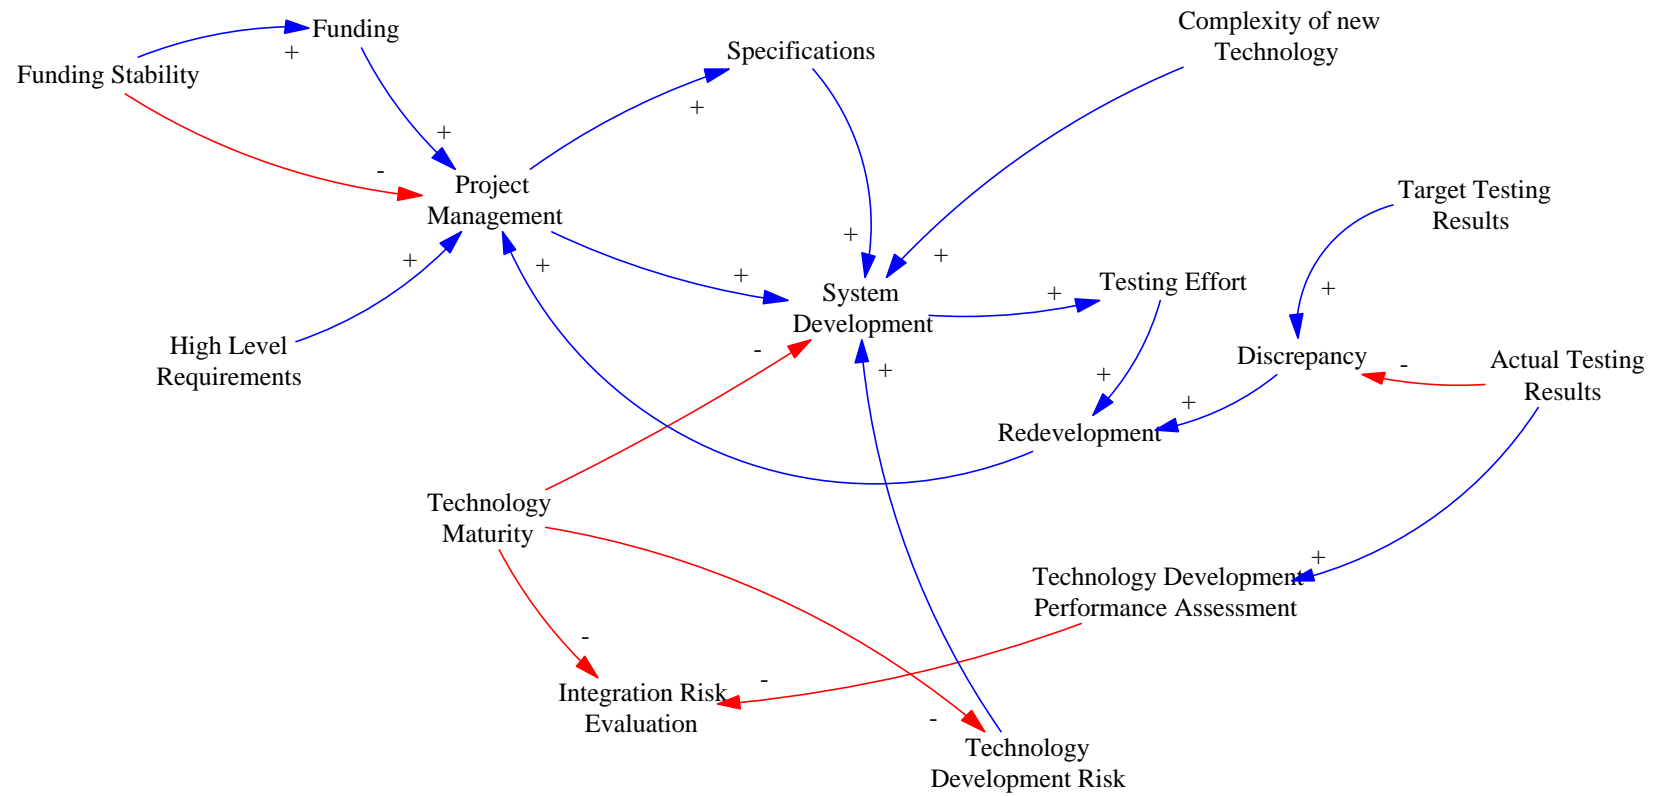 Funding
+
Funding Stability
Specifications
+
Complexity of new
Technology
+
-
Project
Management
Target Testing
Results
+
+
+
+
+
+
System
Development
+
Testing Effort
+
High Level
Requirements
-
+
Discrepancy
-
Actual Testing
Results
+
+
Redevelopment
Technology
Maturity
+
Technology Development
Performance Assessment
-
-
Integration Risk
Evaluation
-
Technology
Development Risk